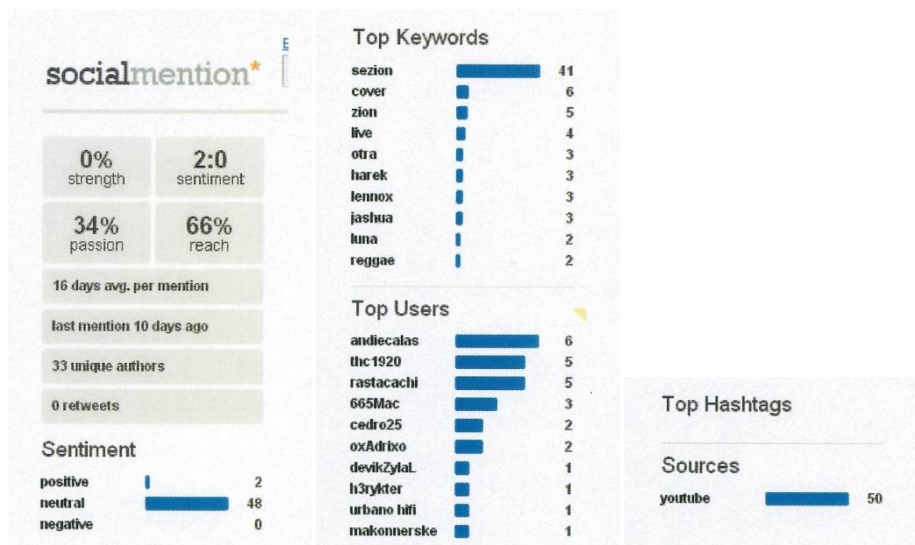 E
socialmention*
0% strength
2:0 sentiment
34% passion
66% reach
16 days avg. per mention
last mention 10 days ago
33 unique authors
0 retweets
Sentiment
positive 2
neutral 48
negative 0
Top Keywords
sezion 41
cover 6
zion 5
live 4
otra 3
harek 3
lennox 3
jashua 3
luna 2
reggae 2
Top Users
andiecalas 6
thc1920 5
rastacachi 5
665Mac 3
cedro25 2
oxAdrixo 2
devikZylaL 1
h3rykter 1
urbano hifi 1
makonnerske 1
Top Hashtags
Sources
youtube 50